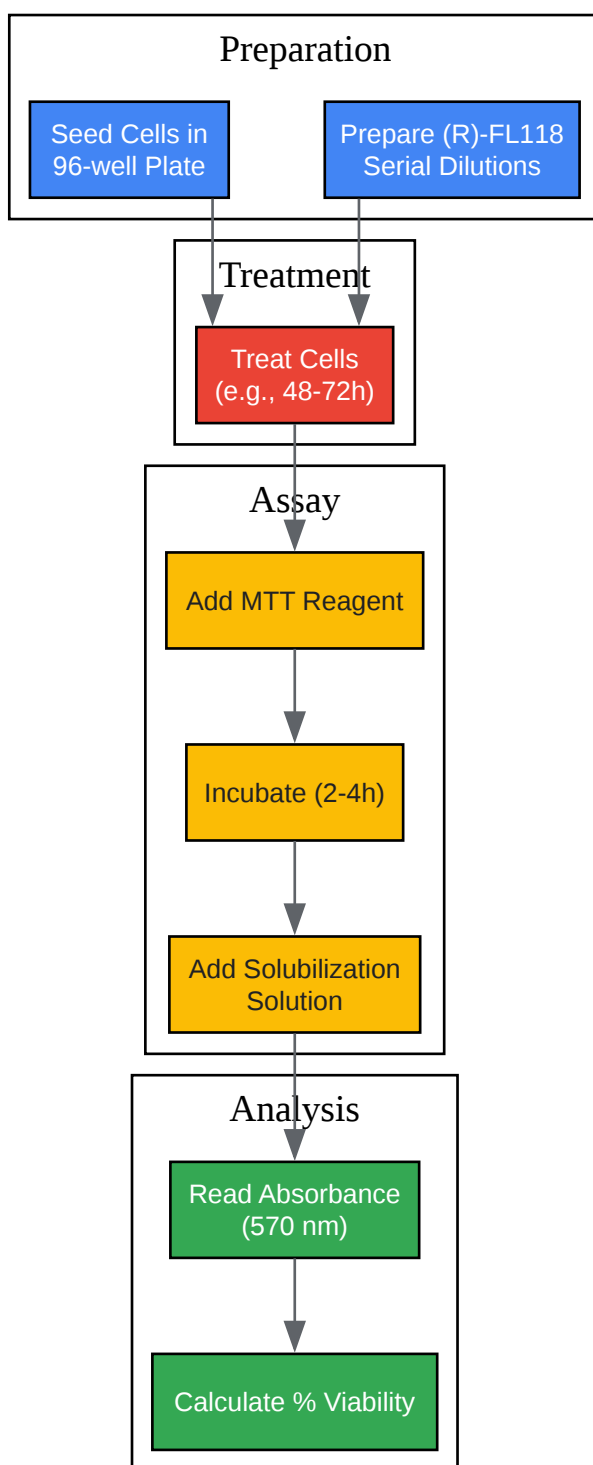 Preparation
Seed Cells in
96-well Plate
Prepare (R)-FL118
Serial Dilutions
Treatment
Treat Cells
(e.g., 48-72h)
Assay
Add MTT Reagent
Incubate (2-4h)
Add Solubilization
Solution
Analysis
Read Absorbance
(570 nm)
Calculate % Viability